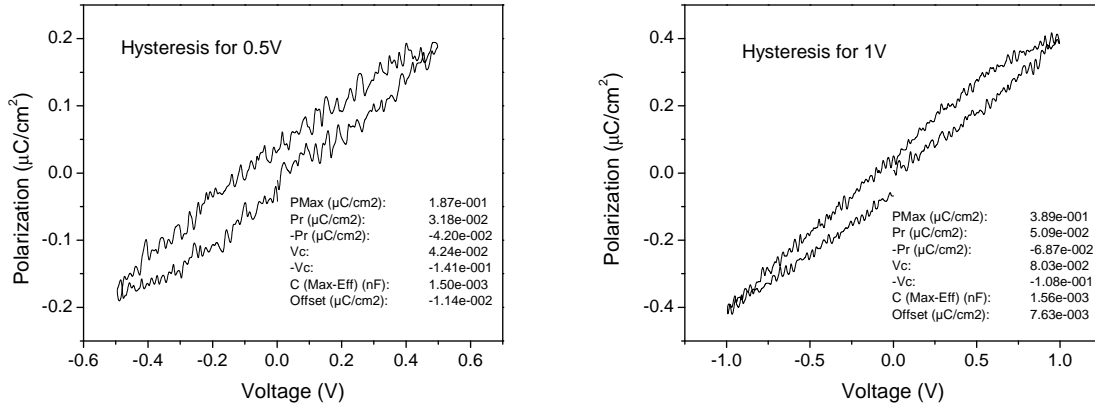 Hysteresis for 0.5V
Polarization (µC/cm²)
0.2
0.1
0.0
-0.1
-0.2
PMax (µC/cm2): 1.87e-001
Pr (µC/cm2): 3.18e-002
-Pr (µC/cm2): -4.20e-002
Vc: 4.24e-002
-Vc: -1.41e-001
C (Max-Eff) (nF): 1.50e-003
Offset (µC/cm2): -1.14e-002
-0.6 -0.4 -0.2 0.0 0.2 0.4 0.6
Voltage (V)
Hysteresis for 1V
Polarization (µC/cm²)
0.4
0.2
0.0
-0.2
-0.4
PMax (µC/cm2): 3.89e-001
Pr (µC/cm2): 5.09e-002
-Pr (µC/cm2): -6.87e-002
Vc: 8.03e-002
-Vc: -1.08e-001
C (Max-Eff) (nF): 1.56e-003
Offset (µC/cm2): 7.63e-003
-1.0 -0.5 0.0 0.5 1.0
Voltage (V)